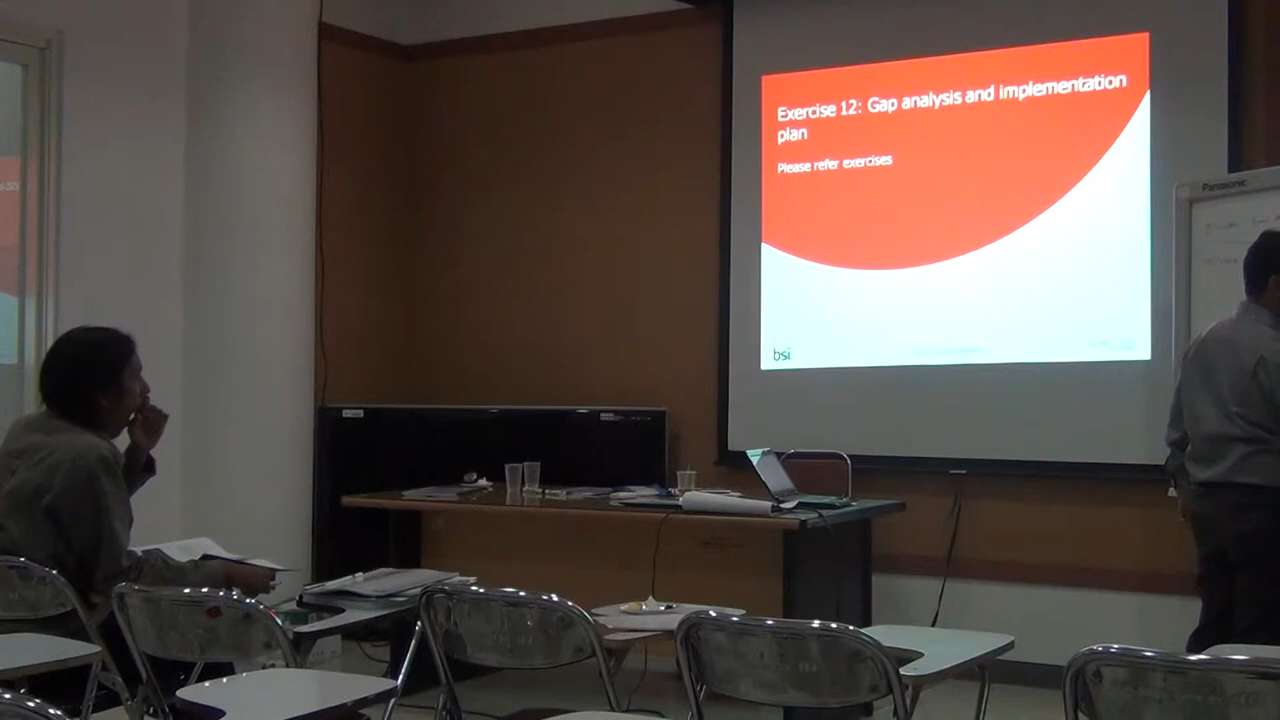 Exercise 12: Gap analysis and implementation
plan
Please refer exercises
bsi.
Panasonic